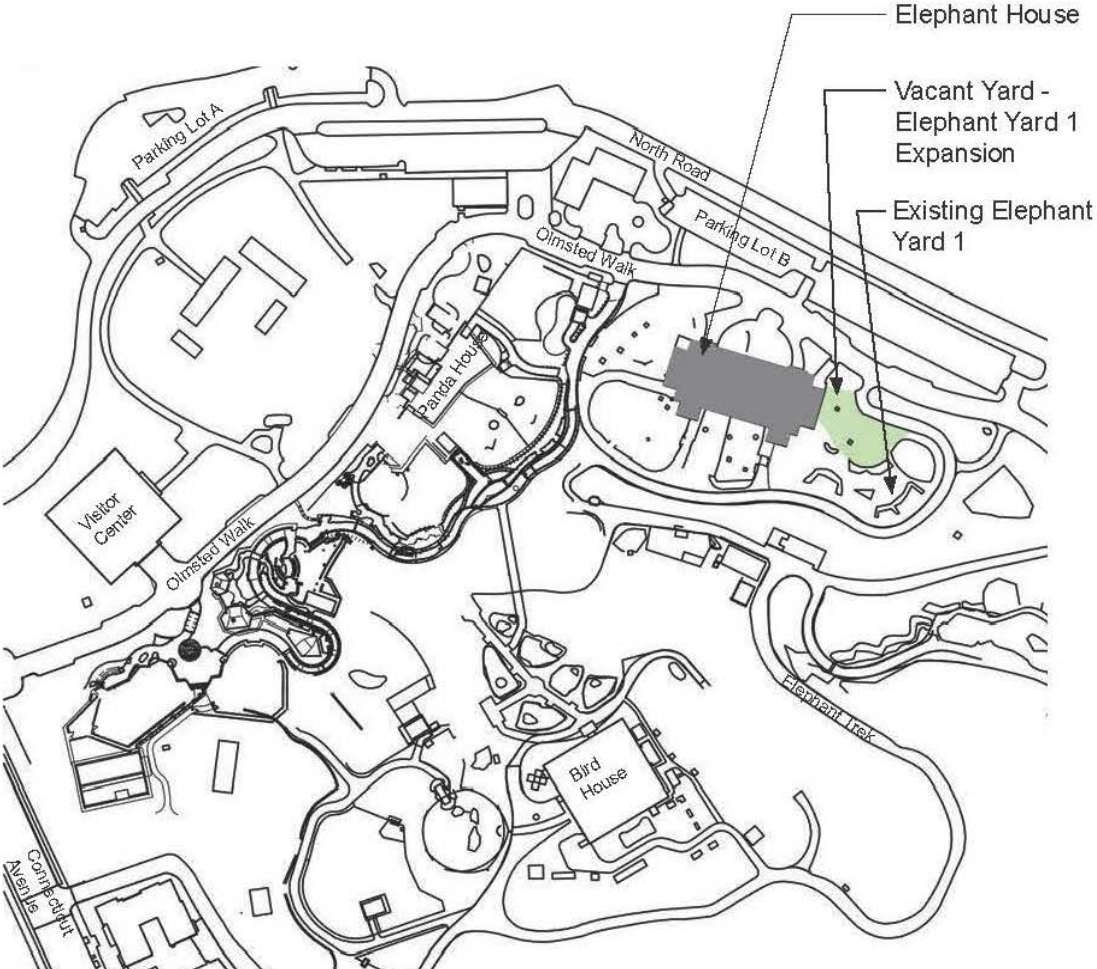 Elephant House
Vacant Yard -
Elephant Yard 1
Expansion
Existing Elephant
Yard 1
Parking Lot A
North Road
Parking Lot B
Olmsted Walk
Panda House
Visitor
Center
Olmsted Walk
Elephant Trek
Bird
House
Connecticut
Avenue